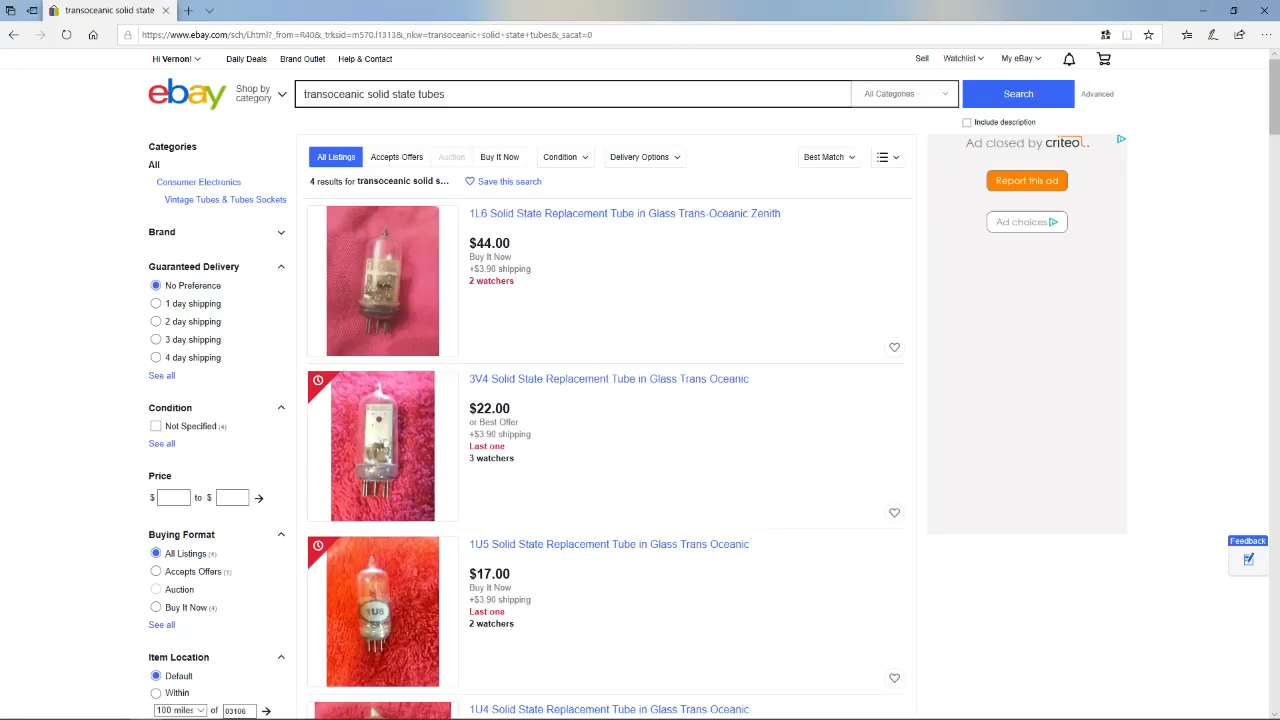 transoceanic solid state
https://www.ebay.com/sch/i.html?_from=R40&_trksid=m570.l1313&_nkw=transoceanic+solid+state+tubes&_sacat=0
Hi Vernon! Daily Deals Brand Outlet Help & Contact Sell Watchlist My eBay
ebay Shop by category transoceanic solid state tubes All Categories Search Advanced
Include description
Categories
All
Consumer Electronics
Vintage Tubes & Tubes Sockets
Brand
Guaranteed Delivery
No Preference
1 day shipping
2 day shipping
3 day shipping
4 day shipping
See all
Condition
Not Specified (4)
See all
Price
$ to $
Buying Format
All Listings (4)
Accepts Offers (1)
Auction
Buy It Now (4)
See all
Item Location
Default
Within
100 miles of 03106
All Listings Accepts Offers Auction Buy It Now Condition Delivery Options Best Match
4 results for transoceanic solid s... Save this search
1L6 Solid State Replacement Tube in Glass Trans-Oceanic Zenith
$44.00
Buy It Now
+$3.90 shipping
2 watchers
3V4 Solid State Replacement Tube in Glass Trans Oceanic
$22.00
or Best Offer
+$3.90 shipping
Last one
3 watchers
1U5
1U5 Solid State Replacement Tube in Glass Trans Oceanic
$17.00
Buy It Now
+$3.90 shipping
Last one
2 watchers
1U4 Solid State Replacement Tube in Glass Trans Oceanic
Ad closed by criteo
Report this ad
Ad choices
Feedback